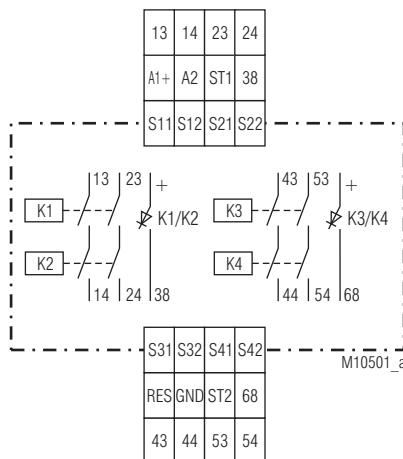 13 14 23 24
A1+ A2 ST1 38
S11 S12 S21 S22
13 23 + 43 53 +
K1 K1/K2 K3 K3/K4
K2 K4
14 24 38 44 54 68
S31 S32 S41 S42
M10501_a
RES GND ST2 68
43 44 53 54